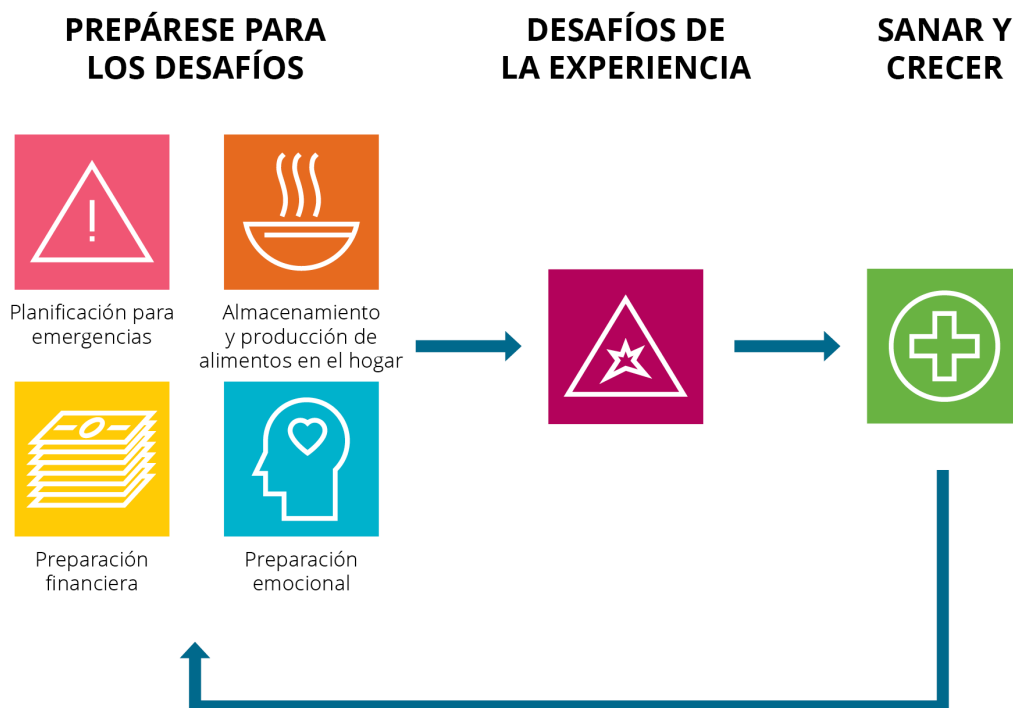 PREPÁRESE PARA
LOS DESAFÍOS
DESAFÍOS DE
LA EXPERIENCIA
SANAR Y
CRECER
!
Planificación para
emergencias
Almacenamiento
y producción de
alimentos en el hogar
Preparación
financiera
Preparación
emocional